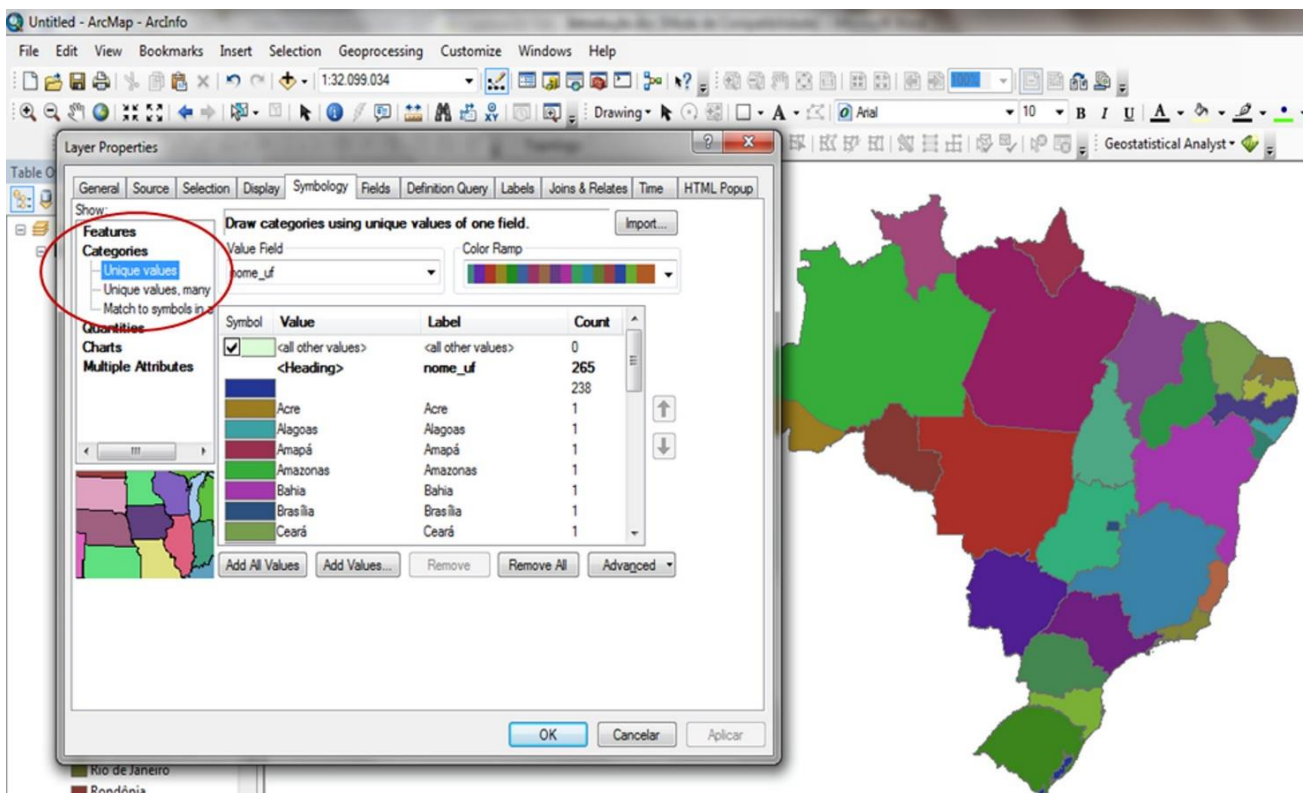 Untitled - ArcMap - ArcInfo
File Edit View Bookmarks Insert Selection Geoprocessing Customize Windows Help
1:32.099.034 100%
Drawing Arial 10 B I U A
Geostatistical Analyst
Layer Properties
Table O
General Source Selection Display Symbology Fields Definition Query Labels Joins & Relates Time HTML Popup
Show:
Features
Categories
Unique values
Unique values, many
Match to symbols in a
Quantities
Charts
Multiple Attributes
Draw categories using unique values of one field.
Import...
Value Field
nome_uf
Color Ramp
Symbol Value Label Count
<all other values> <all other values> 0
<Heading> nome_uf 265
238
Acre Acre 1
Alagoas Alagoas 1
Amapá Amapá 1
Amazonas Amazonas 1
Bahia Bahia 1
Brasília Brasília 1
Ceará Ceará 1
Add All Values Add Values... Remove Remove All Advanced
OK Cancelar Aplicar
Rio de Janeiro
Rondônia